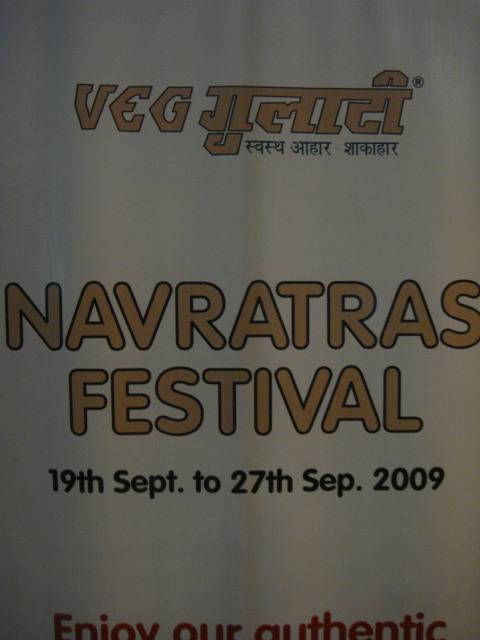 VEG गुलाटी®
स्वस्थ आहार - शाकाहार
NAVRATRAS
FESTIVAL
19th Sept. to 27th Sep. 2009
Enjoy our authentic